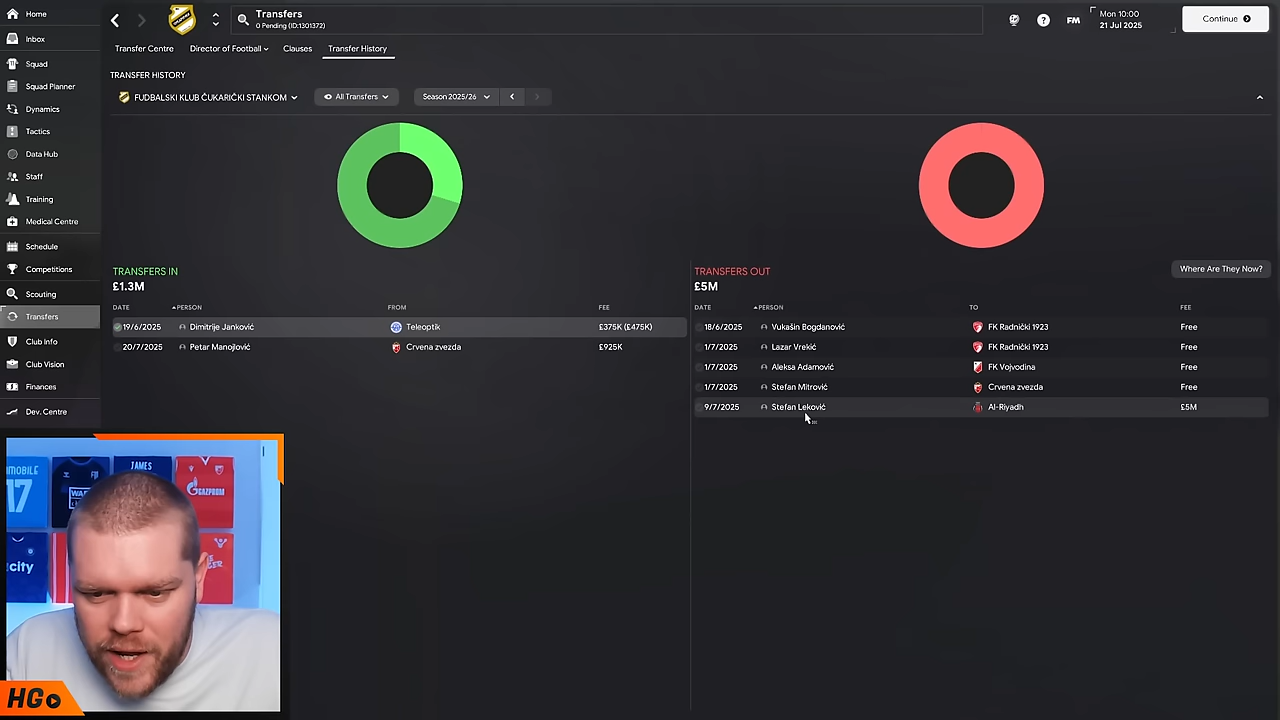 Home
Transfers
0 Pending (ID:1301372)
FM
Mon 10:00
21 Jul 2025
Continue
Inbox
Transfer Centre
Director of Football
Clauses
Transfer History
Squad
TRANSFER HISTORY
Squad Planner
FUDBALSKI KLUB ČUKARIČKI STANKOM
All Transfers
Season 2025/26
Dynamics
Tactics
Data Hub
Staff
Training
Medical Centre
Schedule
Competitions
Scouting
Transfers
Club Info
Club Vision
Finances
Dev. Centre
TRANSFERS IN
£1.3M
DATE PERSON FROM FEE
19/6/2025 Dimitrije Janković Teleoptik £375K (£475K)
20/7/2025 Petar Manojlović Crvena zvezda £925K
TRANSFERS OUT
£5M
Where Are They Now?
DATE PERSON TO FEE
18/6/2025 Vukašin Bogdanović FK Radnički 1923 Free
1/7/2025 Lazar Vrekić FK Radnički 1923 Free
1/7/2025 Aleksa Adamović FK Vojvodina Free
1/7/2025 Stefan Mitrović Crvena zvezda Free
9/7/2025 Stefan Leković Al-Riyadh £5M
MMOBILE
17
JAMES
GAZPROM
city
HG